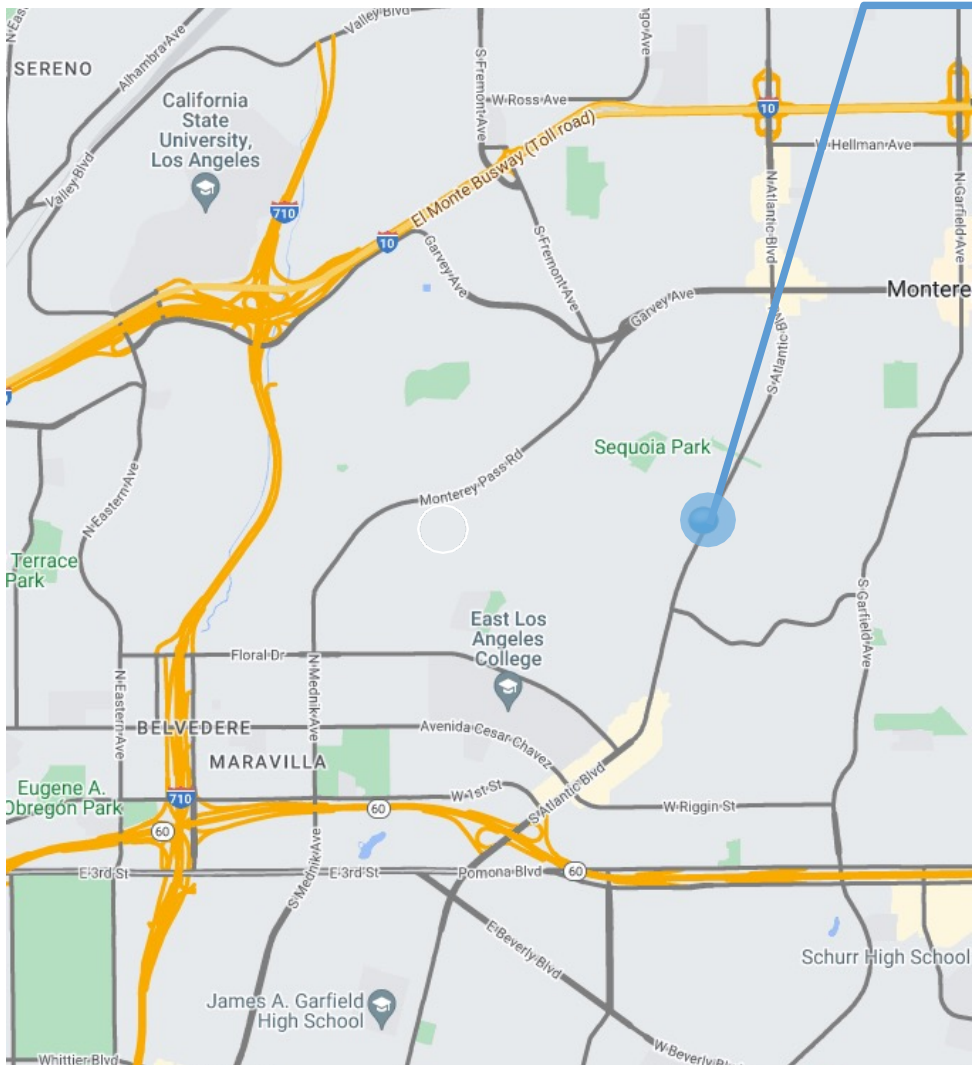 N East
Alhambra Ave
Valley Blvd
SERENO
S Fremont Ave
ngo Ave
California
State
University,
Los Angeles
W Ross Ave
10
El Monte Busway (Toll road)
W Hellman Ave
Valley Blvd
710
10
N Atlantic Blvd
N Garfield Ave
Garvey Ave
S Fremont Ave
Garvey Ave
Montere
S Atlantic Blv
Sequoia Park
Monterey Pass Rd
N Eastern Ave
Terrace
Park
S Garfield Ave
East Los
Angeles
College
Floral Dr
N Eastern Ave
N Mednik Ave
BELVEDERE
Avenida Cesar Chavez
MARAVILLA
Eugene A.
Obregon Park
710
W 1st St
60
S Atlantic Blvd
W Riggin St
60
E 3rd St
S Mednik Ave
E 3rd St
Pomona Blvd
60
E Beverly Blvd
Schurr High School
James A. Garfield
High School
Whittier Blvd
W Beverly Bl